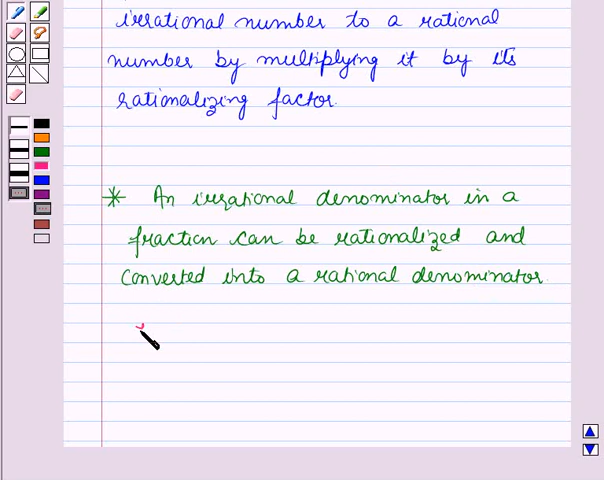 irrational number to a rational
number by multiplying it by its
rationalizing factor.
* An irrational denominator in a
fraction can be rationalized and
converted into a rational denominator.